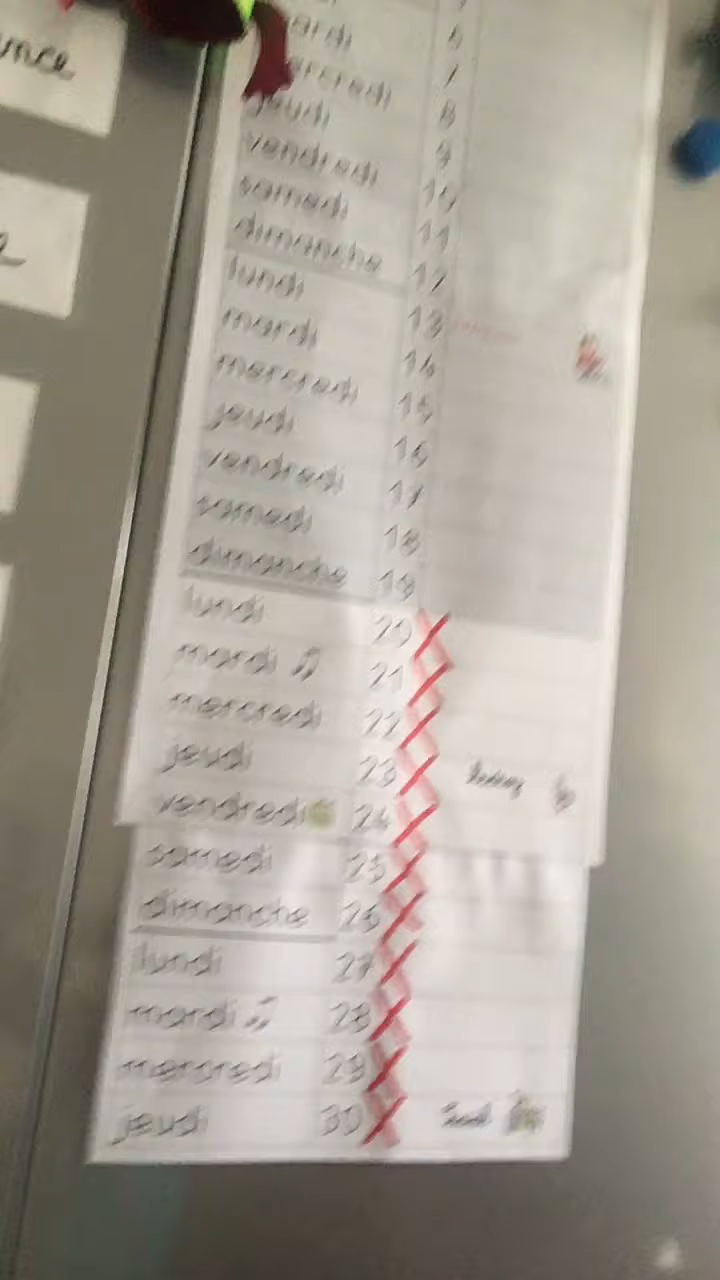 mardi 6
mercredi 7
jeudi 8
vendredi 9
samedi 10
dimanche 11
lundi 12
mardi 13
mercredi 14
jeudi 15
vendredi 16
samedi 17
dimanche 18
19
lundi 20
mardi 21
mercredi 22
jeudi 23
vendredi 24
samedi 25
dimanche 26
lundi 27
mardi 28
mercredi 29
jeudi 30